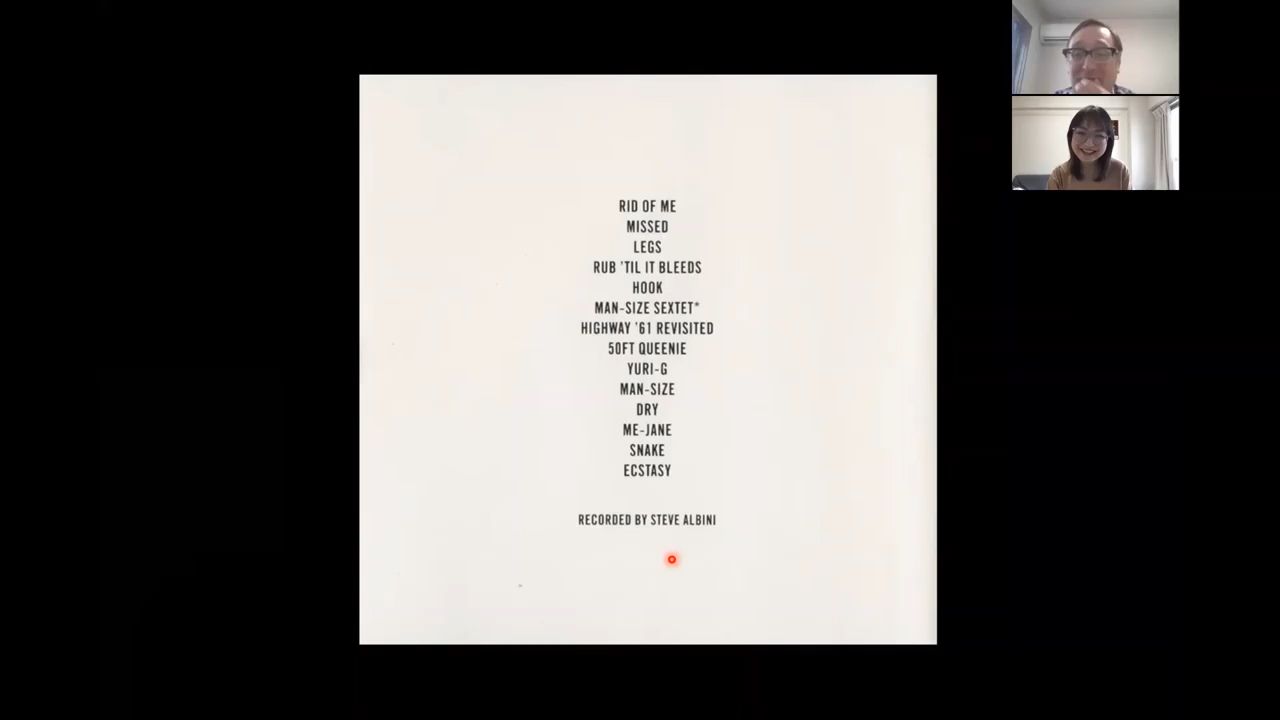 RID OF ME
MISSED
LEGS
RUB 'TIL IT BLEEDS
HOOK
MAN-SIZE SEXTET*
HIGHWAY '61 REVISITED
50FT QUEENIE
YURI-G
MAN-SIZE
DRY
ME-JANE
SNAKE
ECSTASY
RECORDED BY STEVE ALBINI